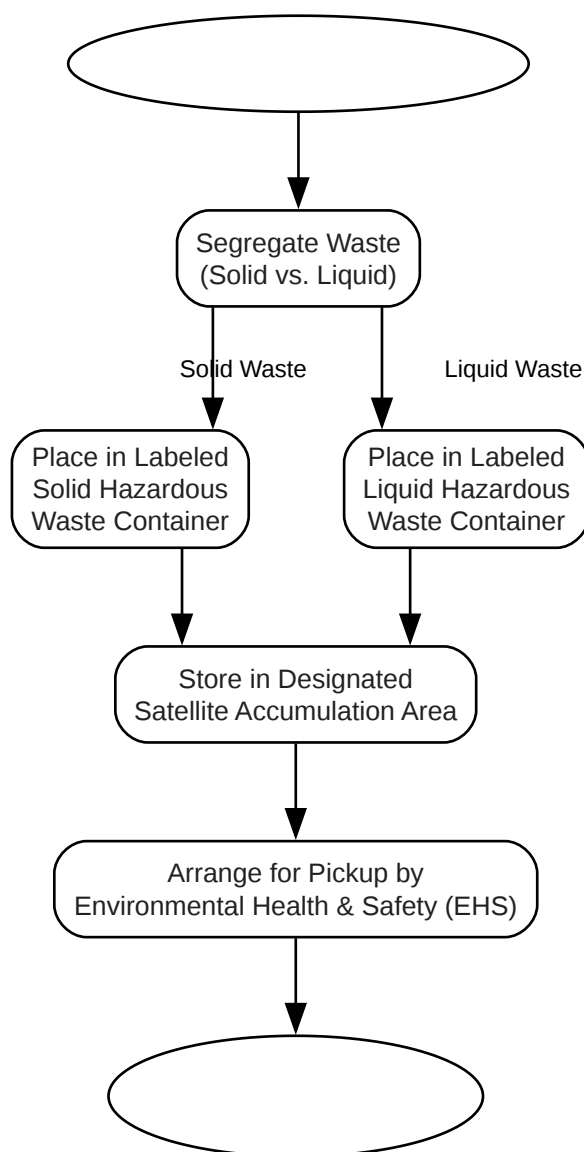 Segregate Waste
(Solid vs. Liquid)
Solid Waste
Liquid Waste
Place in Labeled
Solid Hazardous
Waste Container
Place in Labeled
Liquid Hazardous
Waste Container
Store in Designated
Satellite Accumulation Area
Arrange for Pickup by
Environmental Health & Safety (EHS)